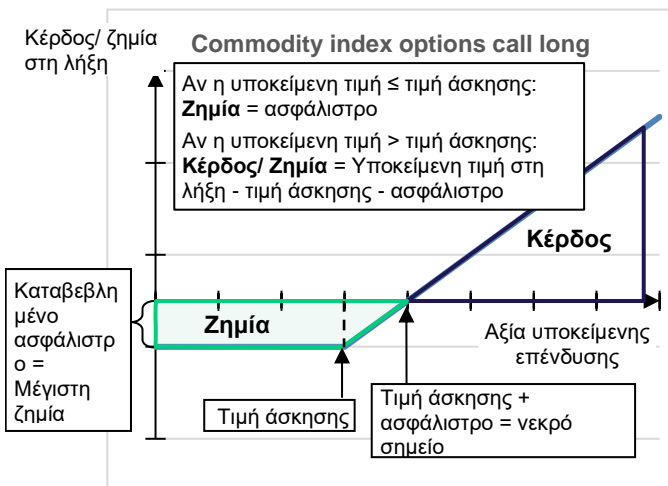 Κέρδος/ ζημία
στη λήξη
Commodity index options call long
Αν η υποκείμενη τιμή ≤ τιμή άσκησης:
Ζημία = ασφάλιστρο
Αν η υποκείμενη τιμή > τιμή άσκησης:
Κέρδος/ Ζημία = Υποκείμενη τιμή στη
λήξη - τιμή άσκησης - ασφάλιστρο
Κέρδος
Καταβεβλη
μένο
ασφάλιστρ
ο =
Μέγιστη
ζημία
Ζημία
Αξία υποκείμενης
επένδυσης
Τιμή άσκησης
Τιμή άσκησης +
ασφάλιστρο = νεκρό
σημείο